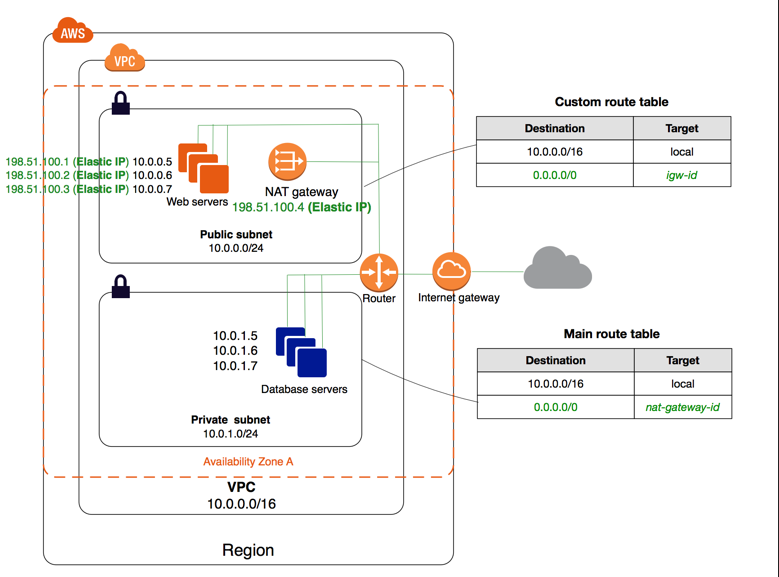 AWS
VPC
198.51.100.1 (Elastic IP) 10.0.0.5
198.51.100.2 (Elastic IP) 10.0.0.6
198.51.100.3 (Elastic IP) 10.0.0.7
Web servers
NAT gateway
198.51.100.4 (Elastic IP)
Public subnet
10.0.0.0/24
Router
Internet gateway
10.0.1.5
10.0.1.6
10.0.1.7
Database servers
Private subnet
10.0.1.0/24
Availability Zone A
VPC
10.0.0.0/16
Region
Custom route table
Destination Target
10.0.0.0/16 local
0.0.0.0/0 igw-id
Main route table
Destination Target
10.0.0.0/16 local
0.0.0.0/0 nat-gateway-id